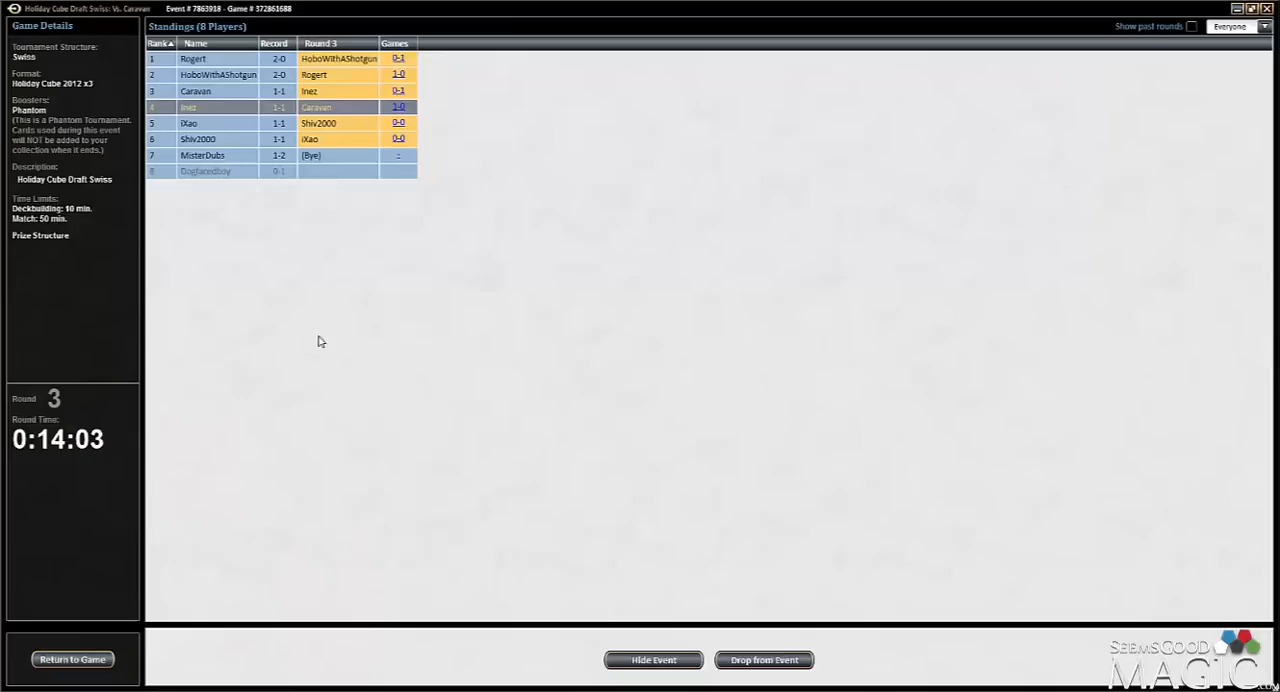 Holiday Cube Draft Swiss: Vs. Caravan
Event # 7863918 - Game # 372861688
Game Details
Tournament Structure:
Swiss
Format:
Holiday Cube 2012 x3
Boosters:
Phantom
(This is a Phantom Tournament.
Cards used during this event
will NOT be added to your
collection when it ends.)
Description:
Holiday Cube Draft Swiss
Time Limits:
Deckbuilding: 10 min.
Match: 50 min.
Prize Structure
Round 3
Round Time:
0:14:03
Return to Game
Standings (8 Players)
Show past rounds
Everyone
Rank Name Record Round 3 Games
1 Rogert 2-0 HoboWithAShotgun 0-1
2 HoboWithAShotgun 2-0 Rogert 1-0
3 Caravan 1-1 Inez 0-1
4 Inez 1-1 Caravan 1-0
5 iXao 1-1 Shiv2000 0-0
6 Shiv2000 1-1 iXao 0-0
7 MisterDubs 1-2 (Bye) -
8 Dogfacedboy 0-1
Hide Event
Drop from Event
SEEMSGOOD
MAGIC.COM